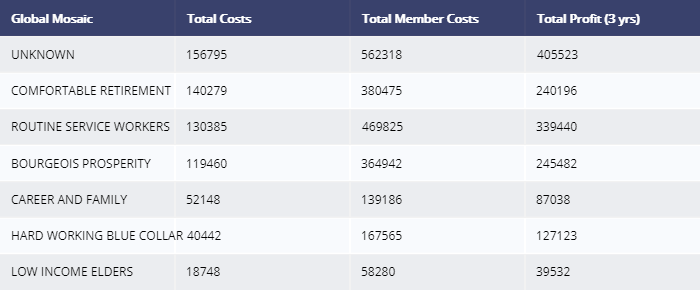 Global Mosaic Total Costs Total Member Costs Total Profit (3 yrs)
UNKNOWN 156795 562318 405523
COMFORTABLE RETIREMENT 140279 380475 240196
ROUTINE SERVICE WORKERS 130385 469825 339440
BOURGEOIS PROSPERITY 119460 364942 245482
CAREER AND FAMILY 52148 139186 87038
HARD WORKING BLUE COLLAR 40442 167565 127123
LOW INCOME ELDERS 18748 58280 39532